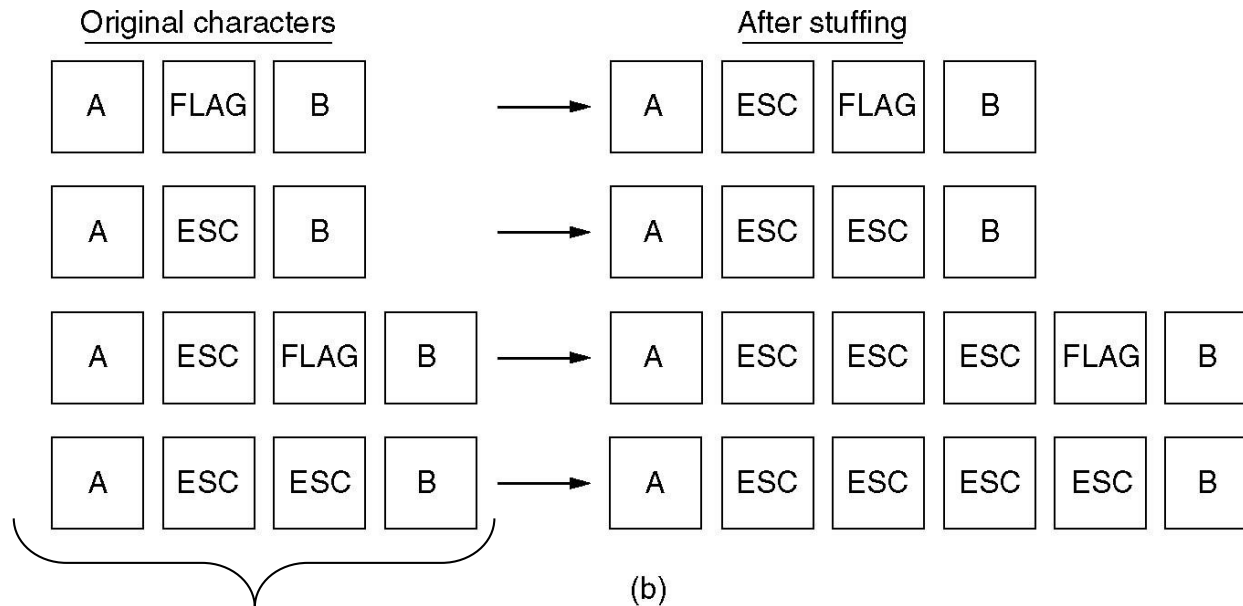 Original characters After stuffing
A FLAG B A ESC FLAG B
A ESC B A ESC ESC B
A ESC FLAG B A ESC ESC ESC FLAG B
A ESC ESC B A ESC ESC ESC ESC B
(b)